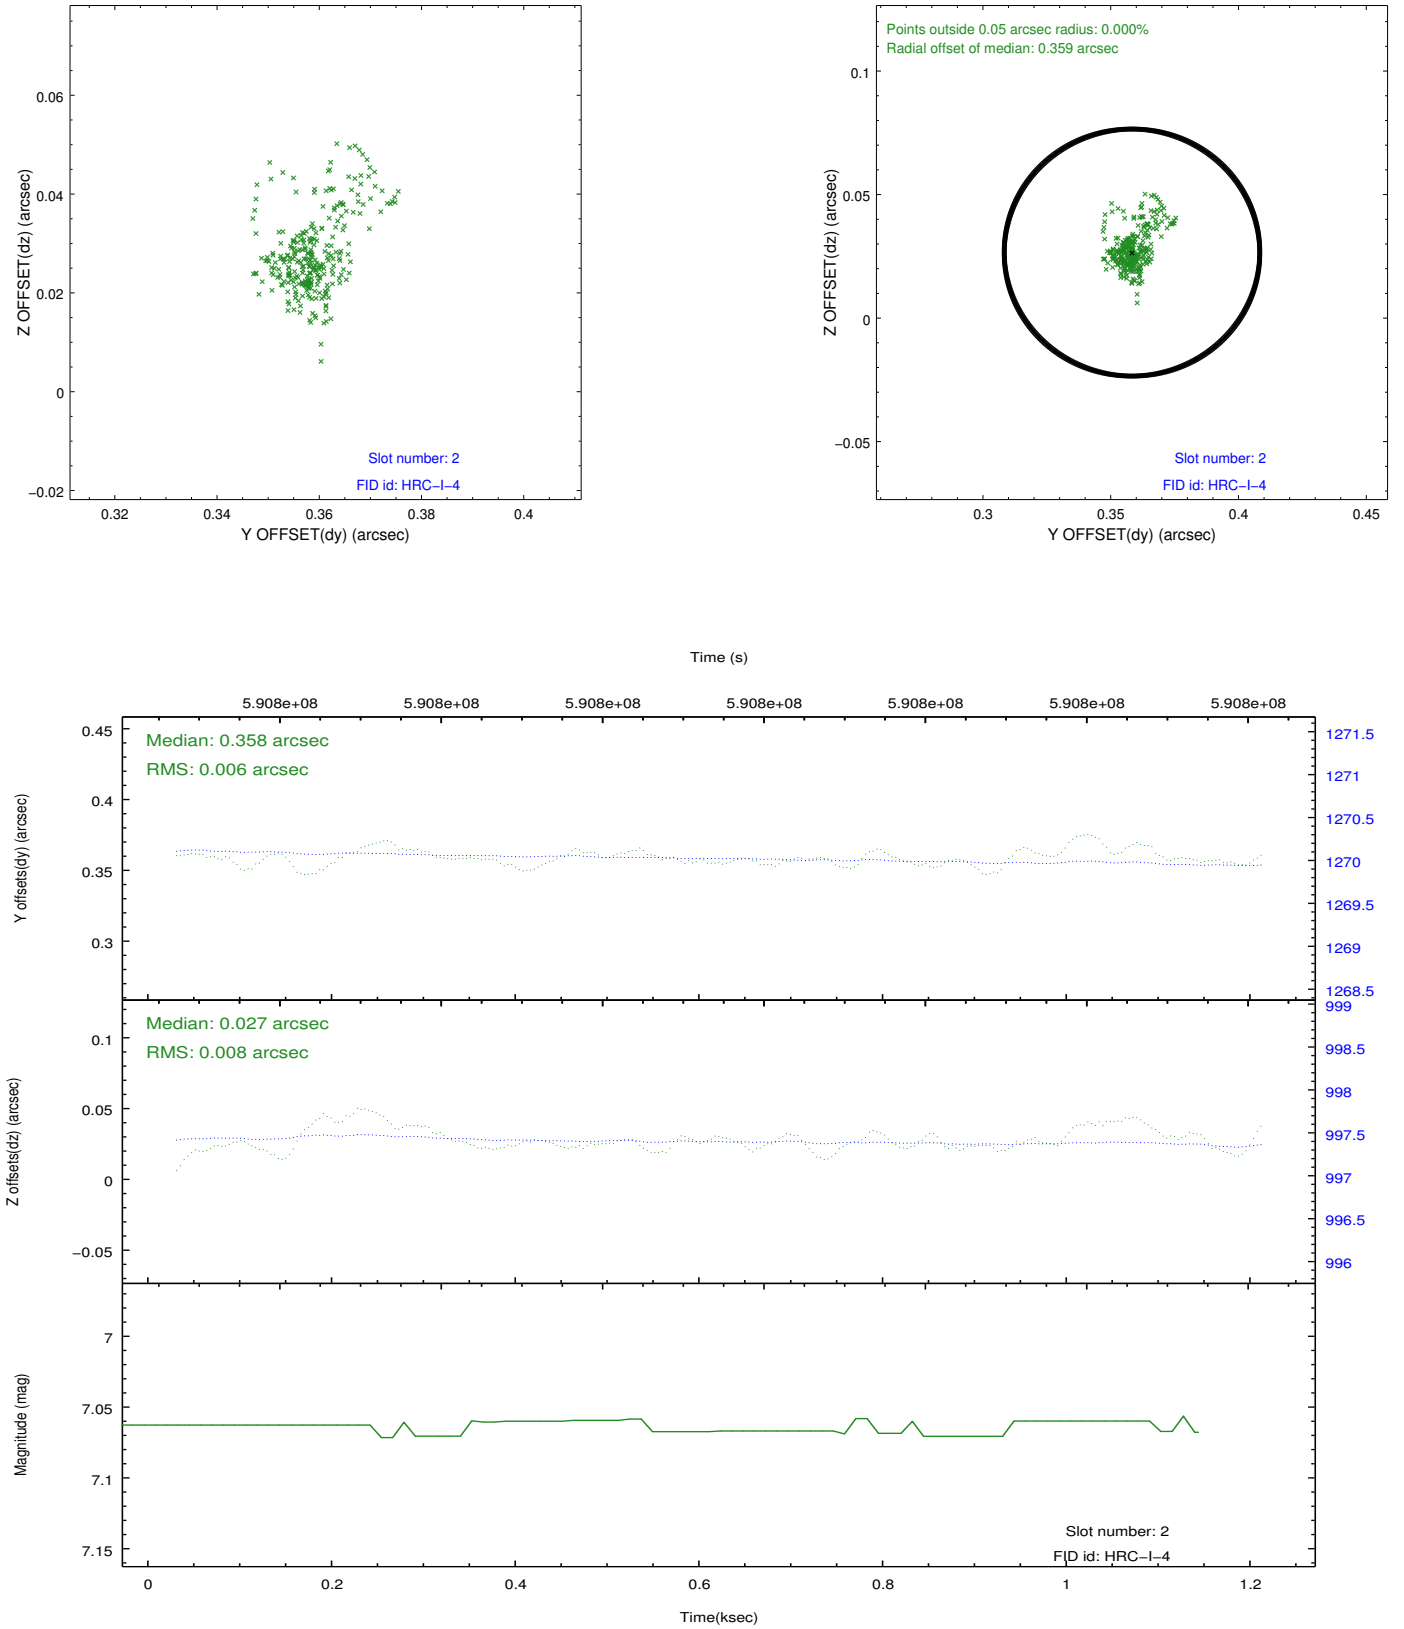 0.06
0.04
0.02
0
−0.02
Z OFFSET(dz) (arcsec)
Slot number: 2
FID id: HRC−I−4
0.32 0.34 0.36 0.38 0.4
Y OFFSET(dy) (arcsec)
Points outside 0.05 arcsec radius: 0.000%
Radial offset of median: 0.359 arcsec
0.1
0.05
0
−0.05
Z OFFSET(dz) (arcsec)
Slot number: 2
FID id: HRC−I−4
0.3 0.35 0.4 0.45
Y OFFSET(dy) (arcsec)
Time (s)
5.908e+08 5.908e+08 5.908e+08 5.908e+08 5.908e+08 5.908e+08 5.908e+08
Median: 0.358 arcsec
RMS: 0.006 arcsec
0.45
0.4
0.35
0.3
Y offsets(dy) (arcsec)
1271.5
1271
1270.5
1270
1269.5
1269
1268.5
Median: 0.027 arcsec
RMS: 0.008 arcsec
0.1
0.05
0
−0.05
Z offsets(dz) (arcsec)
999
998.5
998
997.5
997
996.5
996
7
7.05
7.1
7.15
Magnitude (mag)
Slot number: 2
FID id: HRC−I−4
0 0.2 0.4 0.6 0.8 1 1.2
Time(ksec)